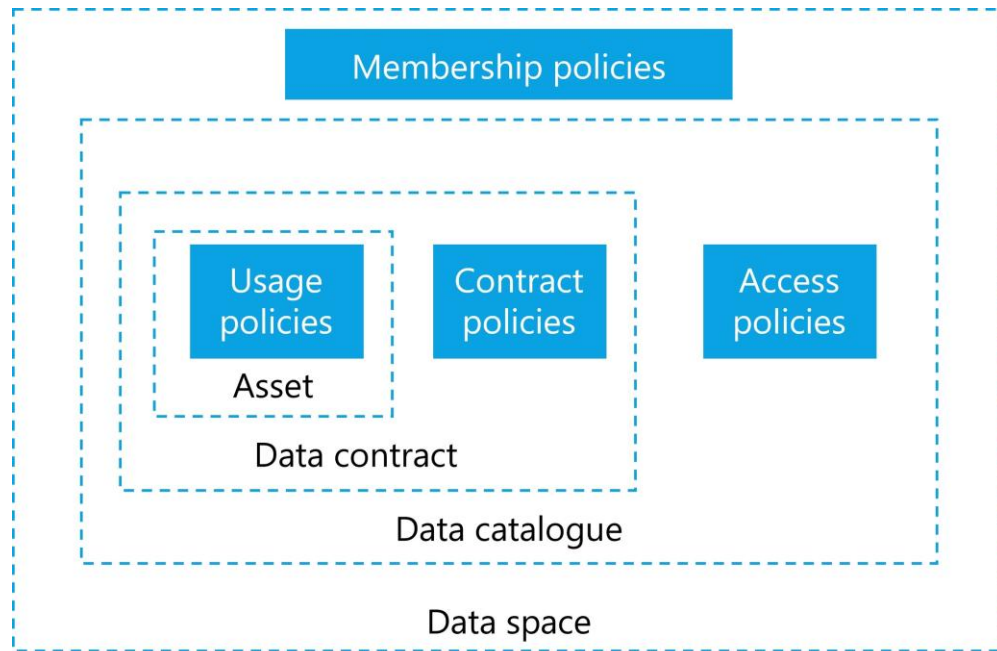 Membership policies
Usage
policies
Contract
policies
Access
policies
Asset
Data contract
Data catalogue
Data space